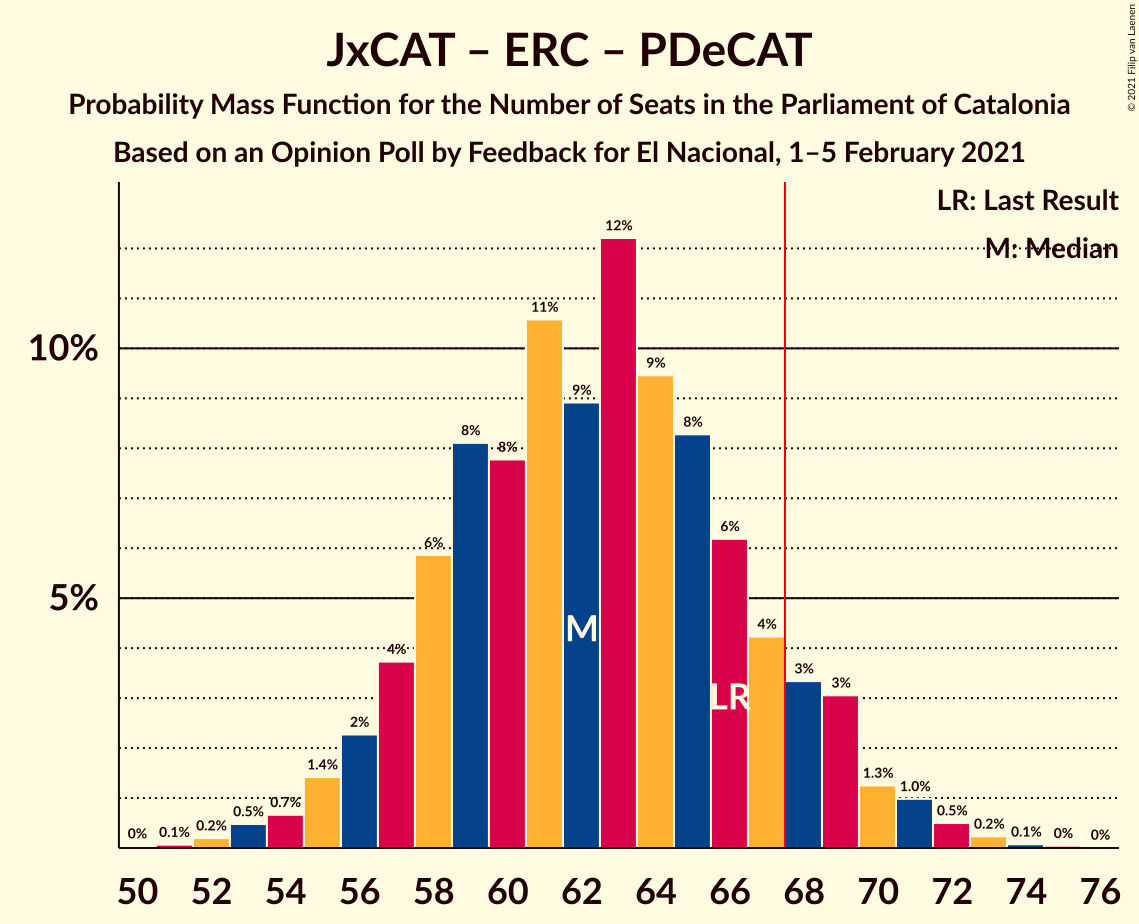 © 2021 Filip van Laenen
JxCAT – ERC – PDeCAT
Probability Mass Function for the Number of Seats in the Parliament of Catalonia
Based on an Opinion Poll by Feedback for El Nacional, 1–5 February 2021
LR: Last Result
M: Median
10%
5%
0% 0.1% 0.2% 0.5% 0.7% 1.4% 2% 4% 6% 8% 8% 11% 9% 12% 9% 8% 6% 4% 3% 3% 1.3% 1.0% 0.5% 0.2% 0.1% 0% 0%
M
LR
50 52 54 56 58 60 62 64 66 68 70 72 74 76